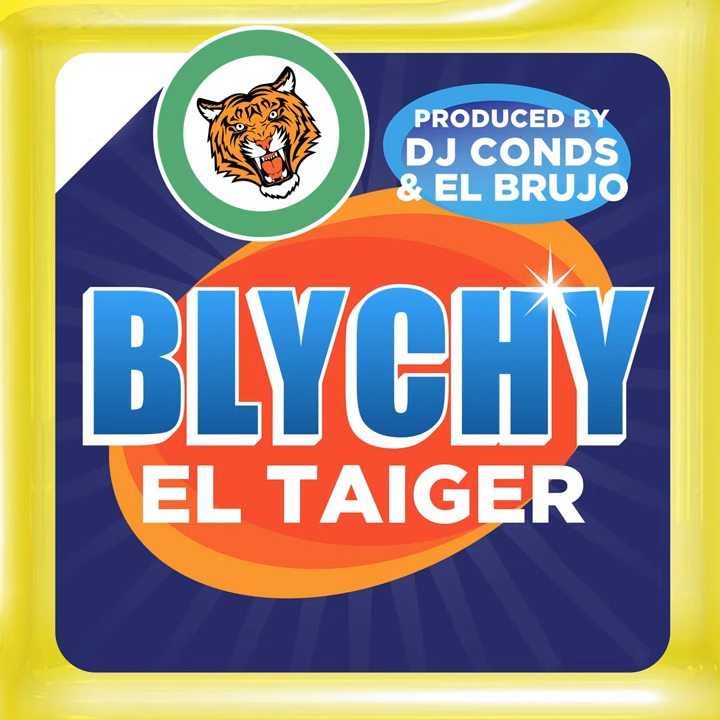 PRODUCED BY
DJ CONDS
& EL BRUJO
BLYCHY
EL TAIGER